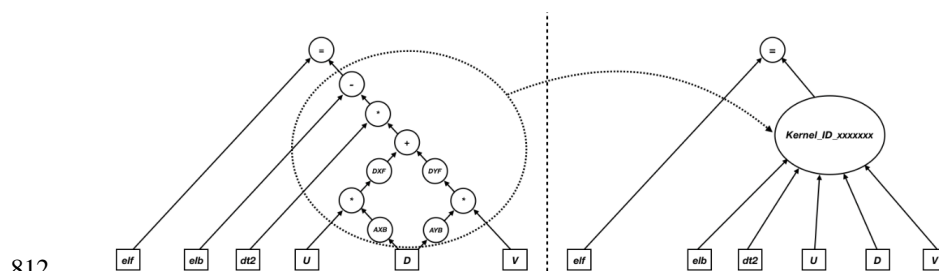 = =
-
*
Kernel_ID_xxxxxxx
+
DXF DYF
* *
AXB AYB
812 elf elb dt2 U D V elf elb dt2 U D V